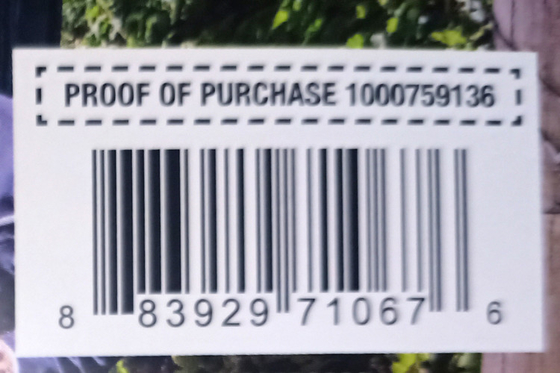 PROOF OF PURCHASE 1000759136
8 83929 71067 6